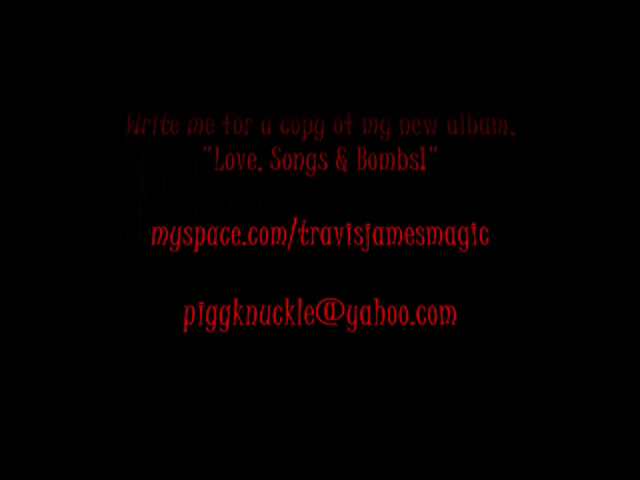 Write me for a copy of my new album,
"Love, Songs & Bombs!"
myspace.com/travisjamesmagic
piggknuckle@yahoo.com